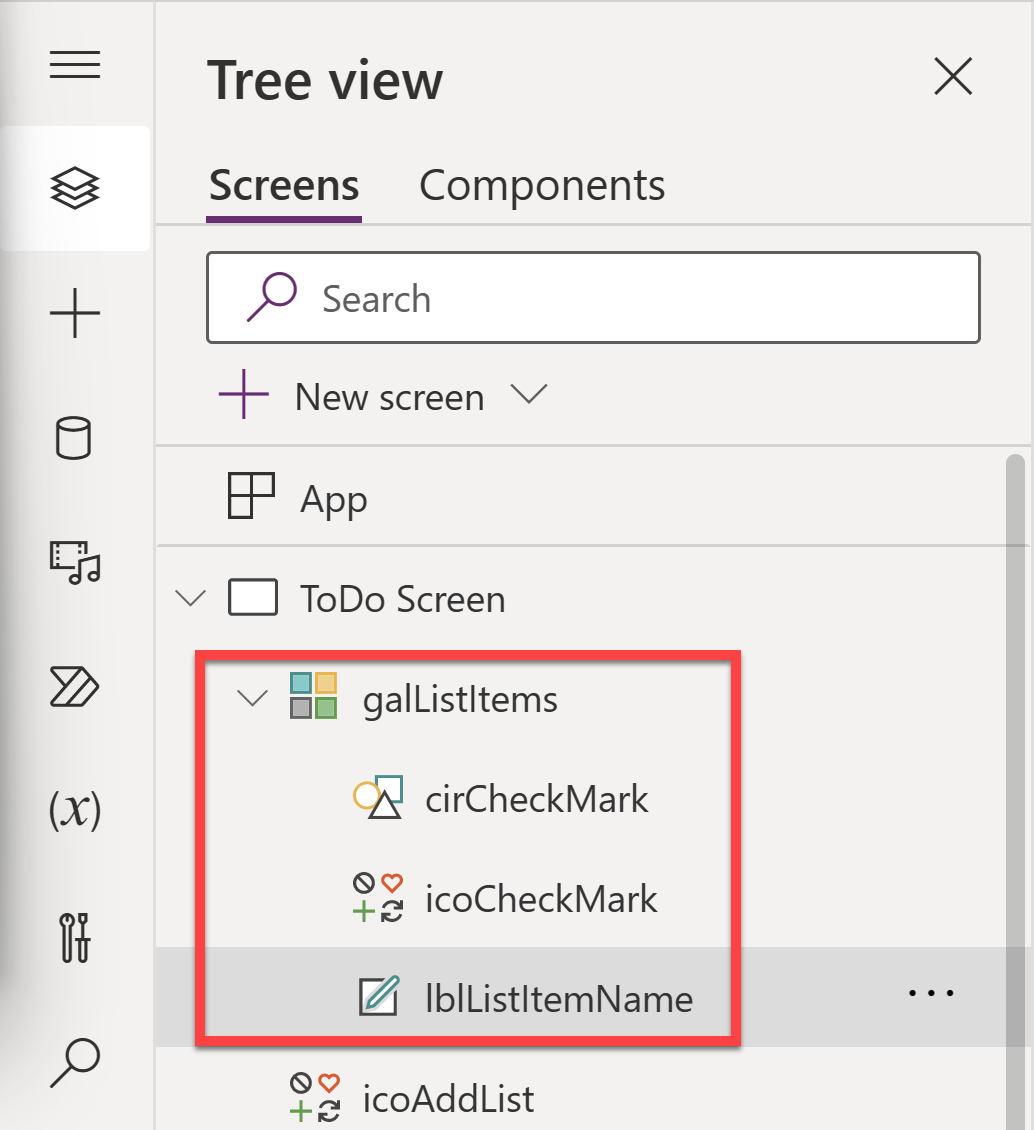 Tree view
Screens Components
Search
New screen
App
ToDo Screen
galListItems
cirCheckMark
(x) icoCheckMark
lblListItemName
icoAddList